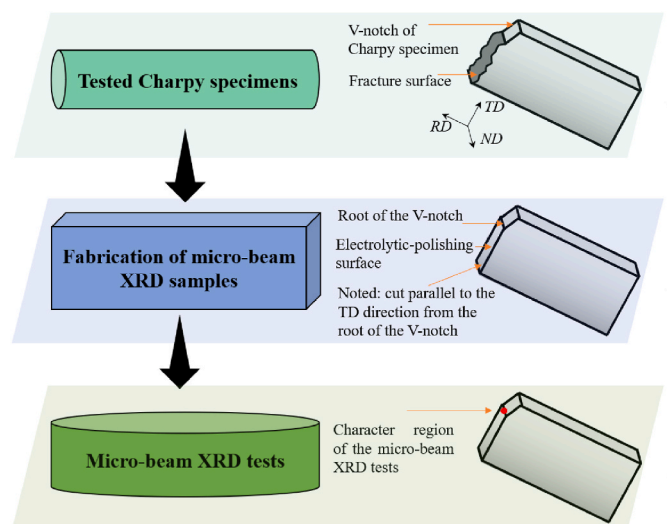 Tested Charpy specimens
V-notch of
Charpy specimen
Fracture surface
TD
RD
ND
Fabrication of micro-beam
XRD samples
Root of the V-notch
Electrolytic-polishing
surface
Noted: cut parallel to the
TD direction from the
root of the V-notch
Micro-beam XRD tests
Character region
of the micro-beam
XRD tests